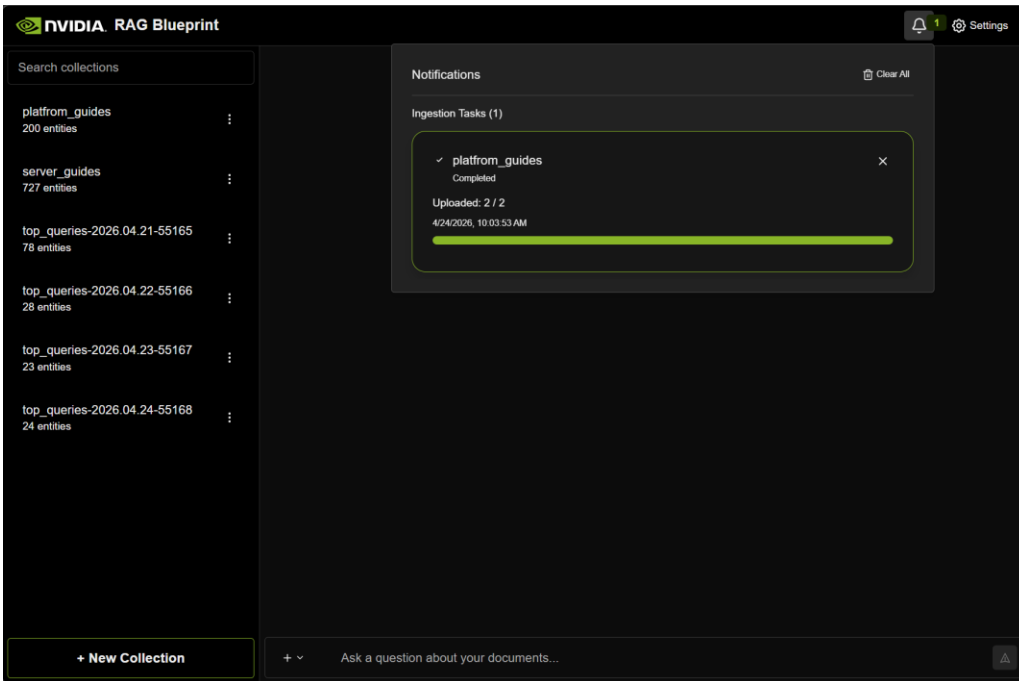 NVIDIA. RAG Blueprint
1
Settings
Search collections
platfrom_guides
200 entities
server_guides
727 entities
top_queries-2026.04.21-55165
78 entities
top_queries-2026.04.22-55166
28 entities
top_queries-2026.04.23-55167
23 entities
top_queries-2026.04.24-55168
24 entities
+ New Collection
Notifications
Clear All
Ingestion Tasks (1)
platfrom_guides
Completed
Uploaded: 2 / 2
4/24/2026, 10:03:53 AM
Ask a question about your documents...